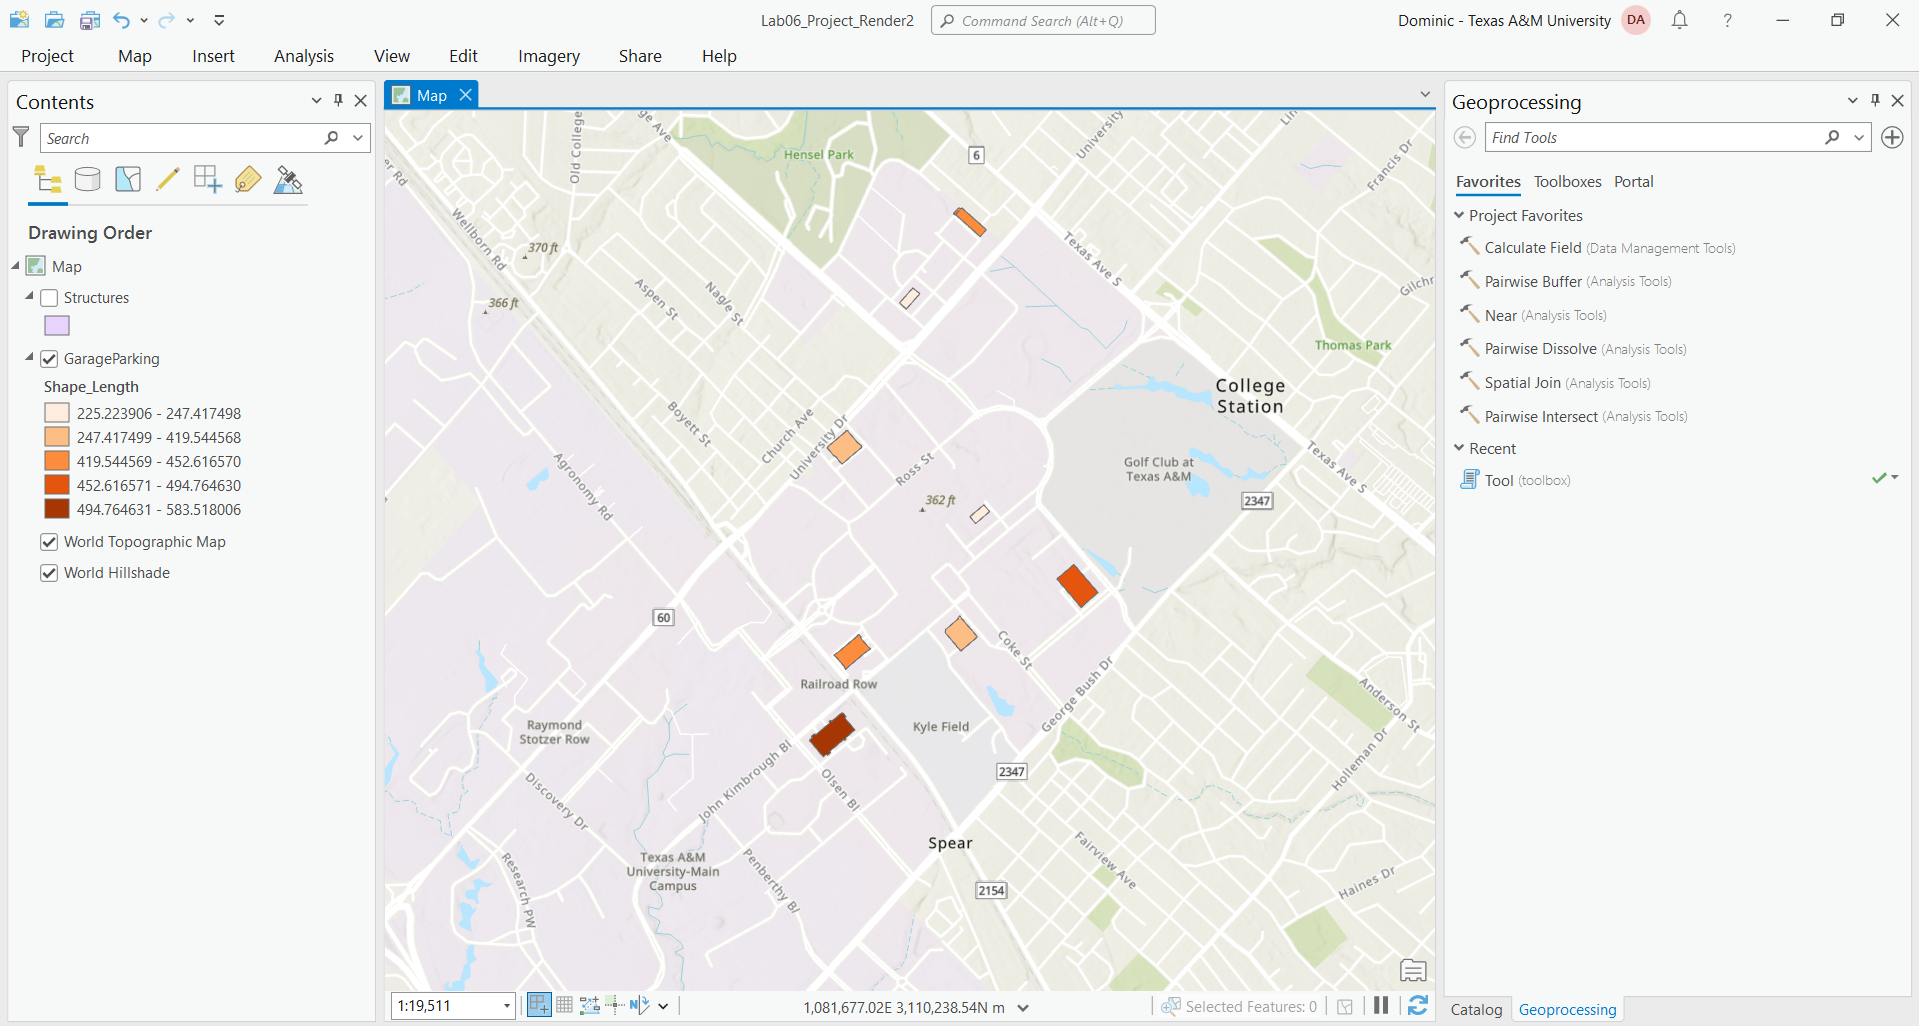 Lab06_Project_Render2
Command Search (Alt+Q)
Dominic - Texas A&M University
DA
?
Project
Map
Insert
Analysis
View
Edit
Imagery
Share
Help
Contents
Search
Drawing Order
Map
Structures
GarageParking
Shape_Length
225.223906 - 247.417498
247.417499 - 419.544568
419.544569 - 452.616570
452.616571 - 494.764630
494.764631 - 583.518006
World Topographic Map
World Hillshade
Map
ge Ave
Old College
Hensel Park
6
University
Francis Dr
er Rd
Wellborn Rd
370 ft
366 ft
Aspen St
Nagle St
Texas Ave S
Gilchr
Thomas Park
College
Station
Boyett St
Church Ave
University Dr
Ross St
Agronomy Rd
Golf Club at
Texas A&M
Texas Ave S
2347
362 ft
60
Coke St
Railroad Row
George Bush Dr
Anderson St
Raymond
Stotzer Row
Kyle Field
Holleman Dr
John Kimbrough Bl
Olsen Bl
2347
Discovery Dr
Spear
Fairview Ave
Texas A&M
University-Main
Campus
Penberthy Bl
Research PW
2154
Haines Dr
1:19,511
N
1,081,677.02E 3,110,238.54N m
Selected Features: 0
Geoprocessing
Find Tools
Favorites
Toolboxes
Portal
Project Favorites
Calculate Field (Data Management Tools)
Pairwise Buffer (Analysis Tools)
Near (Analysis Tools)
Pairwise Dissolve (Analysis Tools)
Spatial Join (Analysis Tools)
Pairwise Intersect (Analysis Tools)
Recent
Tool (toolbox)
Catalog
Geoprocessing